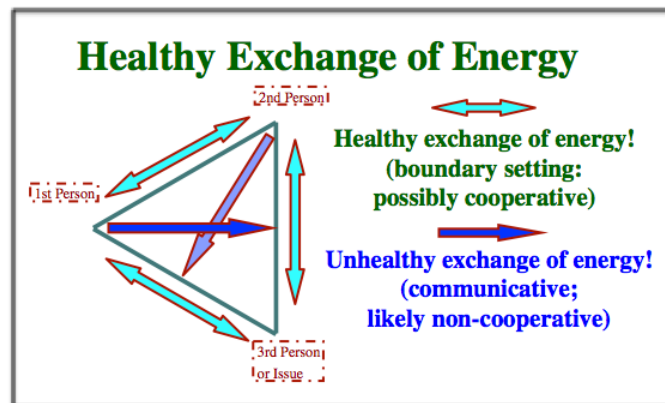 Healthy Exchange of Energy
2nd Person
1st Person
3rd Person
or Issue
Healthy exchange of energy!
(boundary setting:
possibly cooperative)
Unhealthy exchange of energy!
(communicative;
likely non-cooperative)